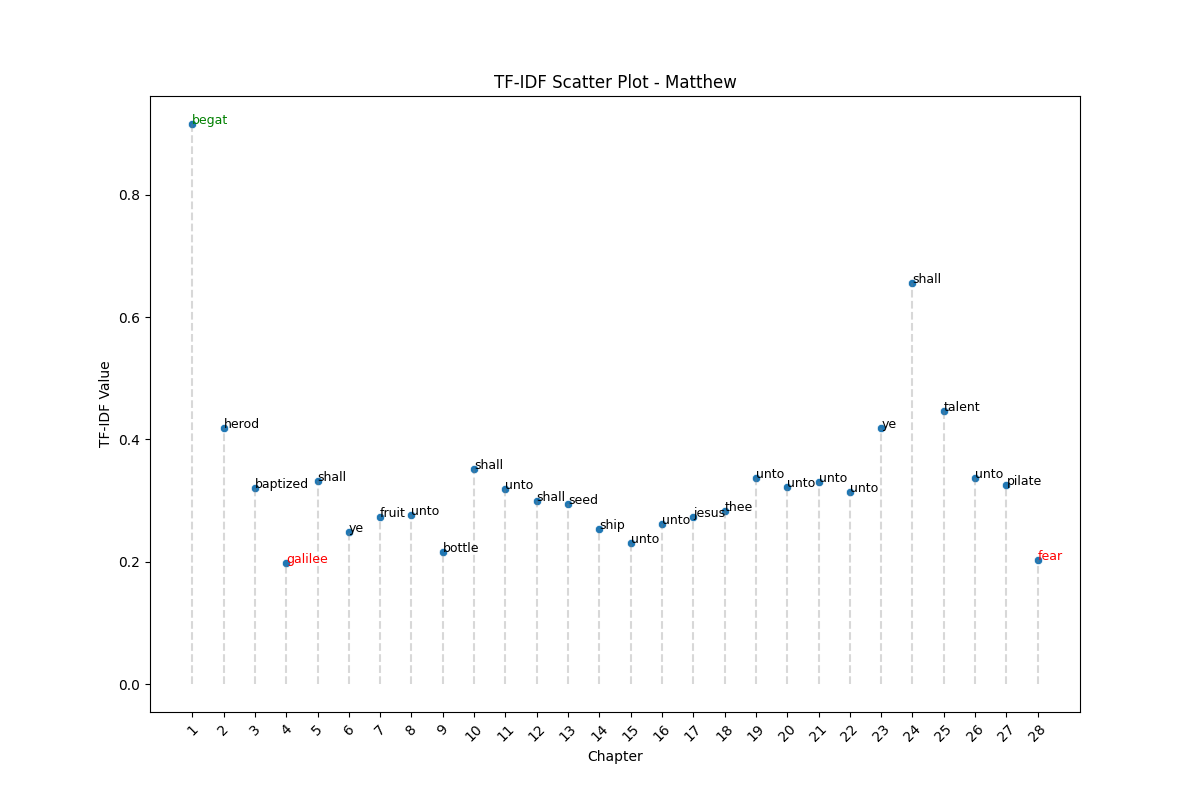 TF-IDF Scatter Plot - Matthew
begat
0.8
shall
0.6
TF-IDF Value
talent
herod
ye
0.4
shall
baptized
shall
unto
shall
seed
unto
unto
unto
unto
unto
pilate
ye
fruit
unto
ship
unto
unto
jesus
thee
bottle
galilee
fear
0.2
0.0
1 2 3 4 5 6 7 8 9 10 11 12 13 14 15 16 17 18 19 20 21 22 23 24 25 26 27 28
Chapter